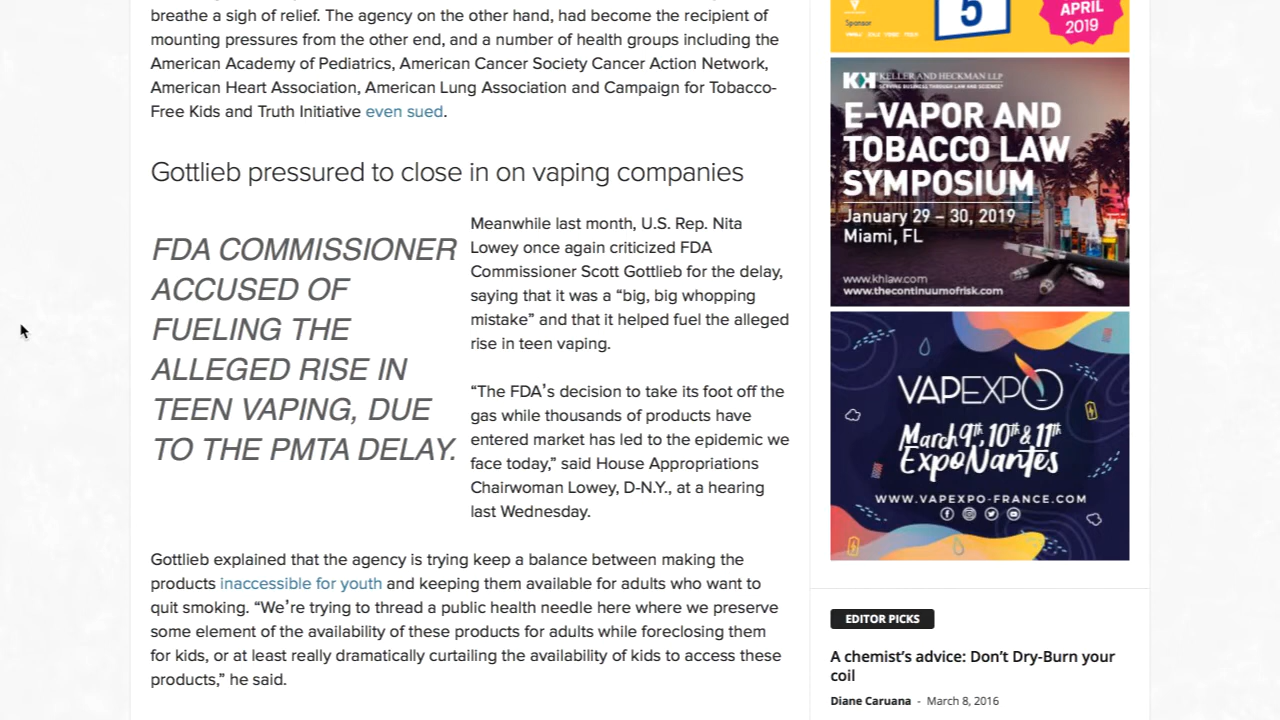 breathe a sigh of relief. The agency on the other hand, had become the recipient of
mounting pressures from the other end, and a number of health groups including the
American Academy of Pediatrics, American Cancer Society Cancer Action Network,
American Heart Association, American Lung Association and Campaign for Tobacco-
Free Kids and Truth Initiative even sued.
Gottlieb pressured to close in on vaping companies
FDA COMMISSIONER
ACCUSED OF
FUELING THE
ALLEGED RISE IN
TEEN VAPING, DUE
TO THE PMTA DELAY.
Meanwhile last month, U.S. Rep. Nita
Lowey once again criticized FDA
Commissioner Scott Gottlieb for the delay,
saying that it was a “big, big whopping
mistake” and that it helped fuel the alleged
rise in teen vaping.
“The FDA’s decision to take its foot off the
gas while thousands of products have
entered market has led to the epidemic we
face today,” said House Appropriations
Chairwoman Lowey, D-N.Y., at a hearing
last Wednesday.
Gottlieb explained that the agency is trying keep a balance between making the
products inaccessible for youth and keeping them available for adults who want to
quit smoking. “We’re trying to thread a public health needle here where we preserve
some element of the availability of these products for adults while foreclosing them
for kids, or at least really dramatically curtailing the availability of kids to access these
products,” he said.
Sponsor
5
APRIL
2019
KH KELLER AND HECKMAN LLP
SERVING BUSINESS THROUGH LAW AND SCIENCE®
E-VAPOR AND
TOBACCO LAW
SYMPOSIUM
January 29 – 30, 2019
Miami, FL
www.khlaw.com
www.thecontinuumofrisk.com
VAPEXPO
March 9th, 10th & 11th
Expo Nantes
WWW.VAPEXPO-FRANCE.COM
EDITOR PICKS
A chemist’s advice: Don’t Dry-Burn your
coil
Diane Caruana - March 8, 2016